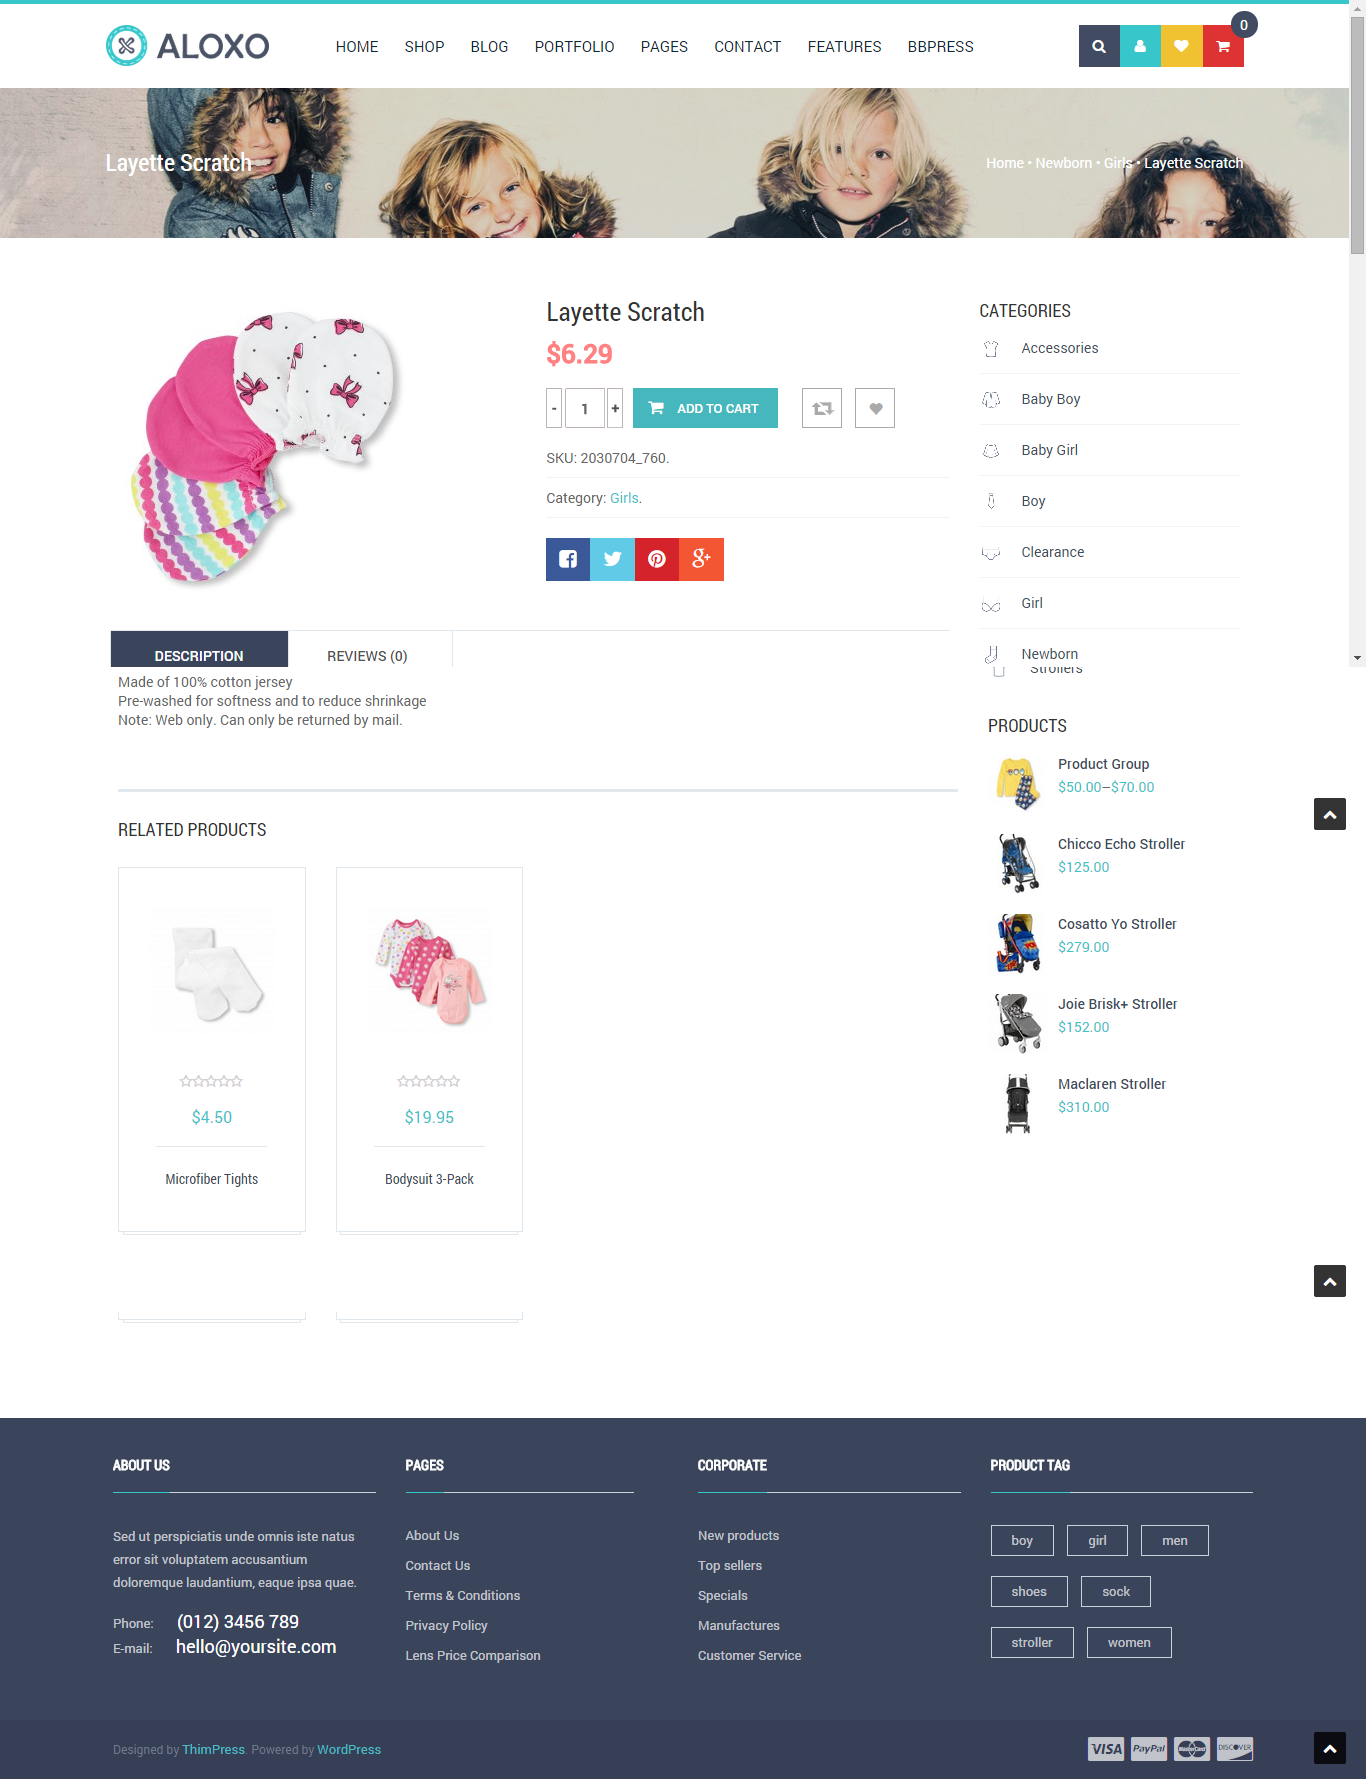 ALOXO
HOME SHOP BLOG PORTFOLIO PAGES CONTACT FEATURES BBPRESS
0
Layette Scratch
Home • Newborn • Girls • Layette Scratch
Layette Scratch
$6.29
- 1 + ADD TO CART
SKU: 2030704_760.
Category: Girls.
CATEGORIES
Accessories
Baby Boy
Baby Girl
Boy
Clearance
Girl
Newborn
Strollers
DESCRIPTION REVIEWS (0)
Made of 100% cotton jersey
Pre-washed for softness and to reduce shrinkage
Note: Web only. Can only be returned by mail.
PRODUCTS
Product Group
$50.00–$70.00
Chicco Echo Stroller
$125.00
Cosatto Yo Stroller
$279.00
Joie Brisk+ Stroller
$152.00
Maclaren Stroller
$310.00
RELATED PRODUCTS
$4.50
Microfiber Tights
$19.95
Bodysuit 3-Pack
ABOUT US
Sed ut perspiciatis unde omnis iste natus
error sit voluptatem accusantium
doloremque laudantium, eaque ipsa quae.
Phone: (012) 3456 789
E-mail: hello@yoursite.com
PAGES
About Us
Contact Us
Terms & Conditions
Privacy Policy
Lens Price Comparison
CORPORATE
New products
Top sellers
Specials
Manufactures
Customer Service
PRODUCT TAG
boy girl men
shoes sock
stroller women
Designed by ThimPress. Powered by WordPress
VISA PayPal MasterCard DISCOVER